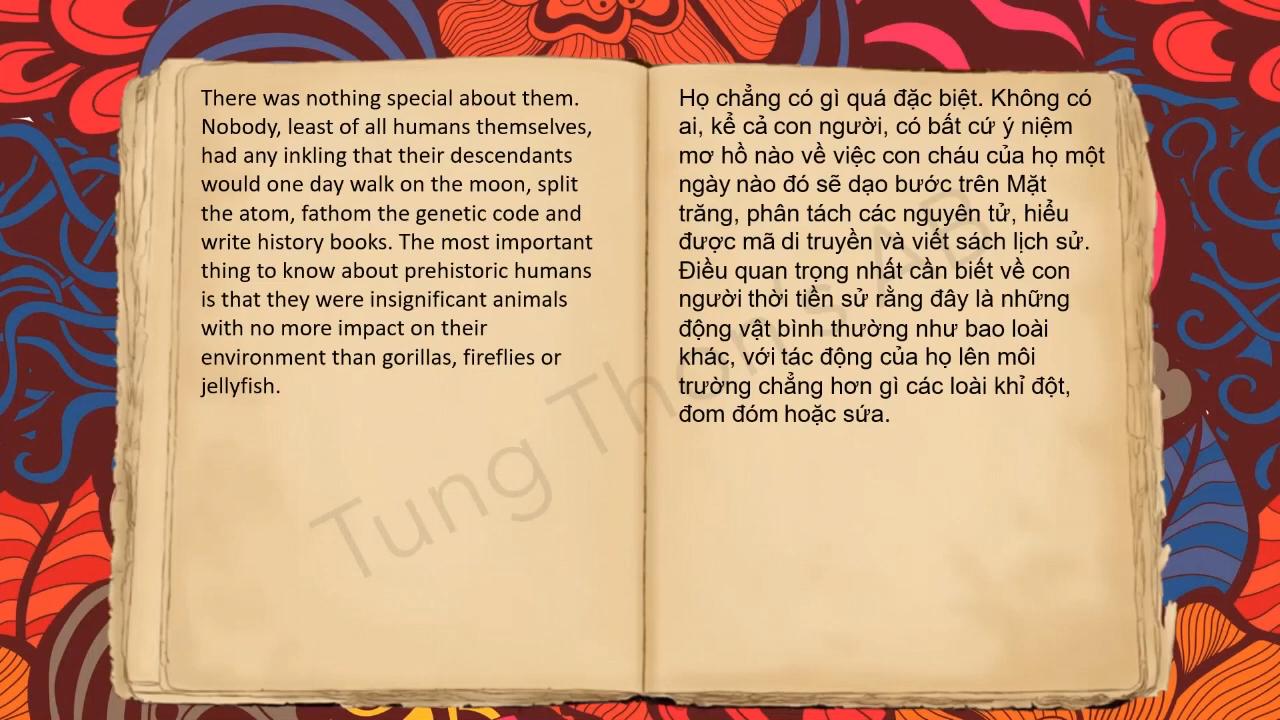 There was nothing special about them.
Nobody, least of all humans themselves,
had any inkling that their descendants
would one day walk on the moon, split
the atom, fathom the genetic code and
write history books. The most important
thing to know about prehistoric humans
is that they were insignificant animals
with no more impact on their
environment than gorillas, fireflies or
jellyfish.
Họ chẳng có gì quá đặc biệt. Không có
ai, kể cả con người, có bất cứ ý niệm
mơ hồ nào về việc con cháu của họ một
ngày nào đó sẽ dạo bước trên Mặt
trăng, phân tách các nguyên tử, hiểu
được mã di truyền và viết sách lịch sử.
Điều quan trọng nhất cần biết về con
người thời tiền sử rằng đây là những
động vật bình thường như bao loài
khác, với tác động của họ lên môi
trường chẳng hơn gì các loài khỉ đột,
đom đóm hoặc sứa.
Tung